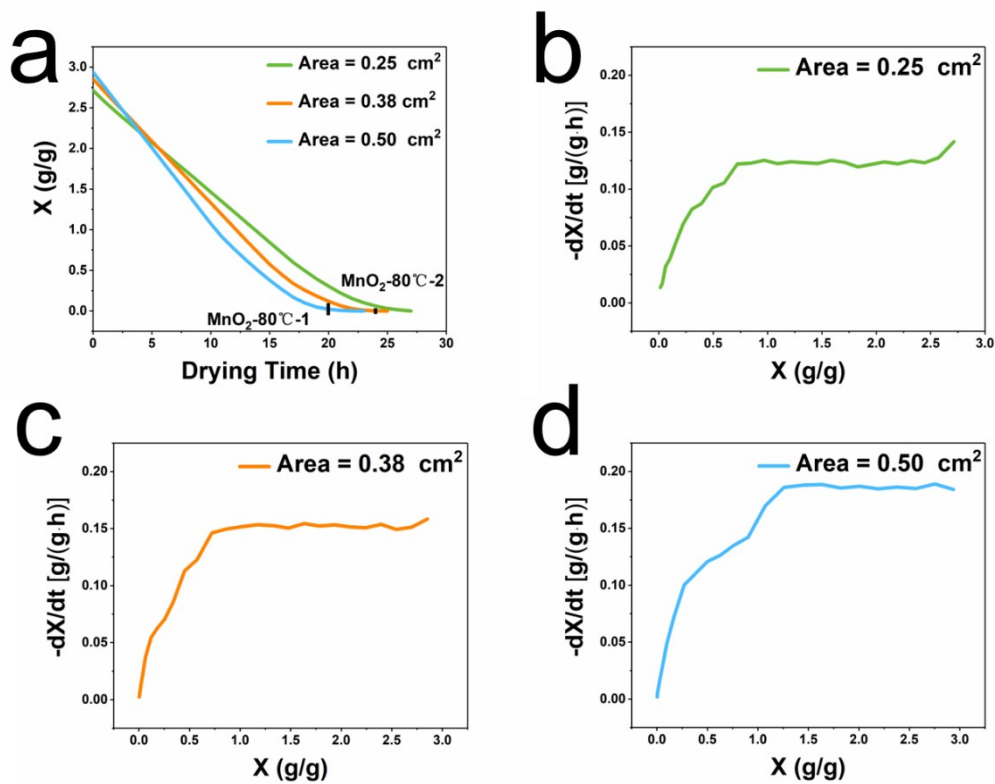 a
3.0
2.5
2.0
1.5
1.0
0.5
0.0
X (g/g)
Area = 0.25 cm²
Area = 0.38 cm²
Area = 0.50 cm²
MnO₂-80℃-2
MnO₂-80℃-1
0 5 10 15 20 25 30
Drying Time (h)
b
0.20
0.15
0.10
0.05
0.00
-dX/dt [g/(g·h)]
Area = 0.25 cm²
0.0 0.5 1.0 1.5 2.0 2.5 3.0
X (g/g)
c
0.20
0.15
0.10
0.05
0.00
-dX/dt [g/(g·h)]
Area = 0.38 cm²
0.0 0.5 1.0 1.5 2.0 2.5 3.0
X (g/g)
d
0.20
0.15
0.10
0.05
0.00
-dX/dt [g/(g·h)]
Area = 0.50 cm²
0.0 0.5 1.0 1.5 2.0 2.5 3.0
X (g/g)